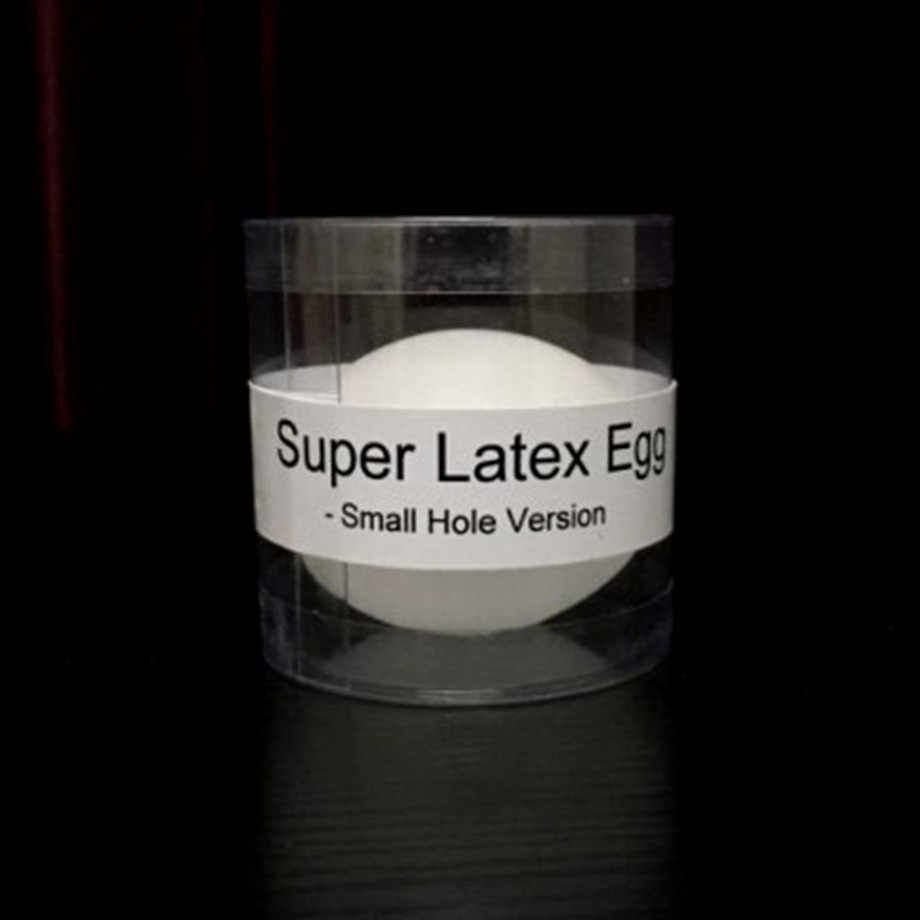 Super Latex Egg
- Small Hole Version